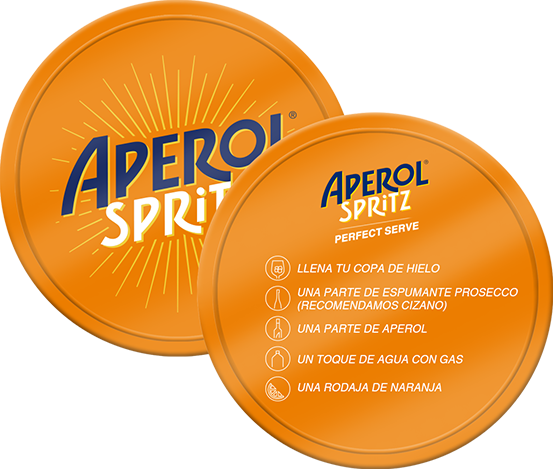 APEROL®
SPRiTZ
APEROL®
SPRiTZ
PERFECT SERVE
LLENA TU COPA DE HIELO
UNA PARTE DE ESPUMANTE PROSECCO
(RECOMENDAMOS CIZANO)
UNA PARTE DE APEROL
UN TOQUE DE AGUA CON GAS
UNA RODAJA DE NARANJA